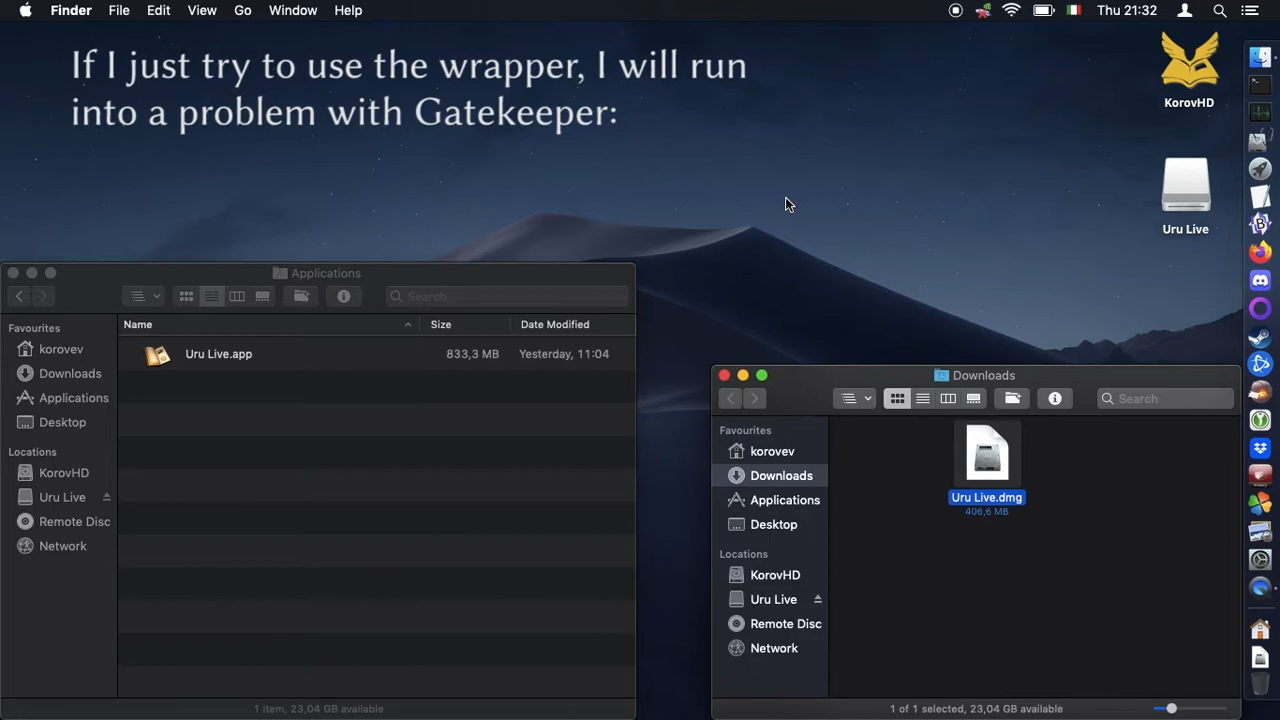 Finder File Edit View Go Window Help Thu 21:32
If I just try to use the wrapper, I will run
into a problem with Gatekeeper:
KorovHD
Uru Live
Applications
Search
Favourites
korovev
Downloads
Applications
Desktop
Locations
KorovHD
Uru Live
Remote Disc
Network
Name Size Date Modified
Uru Live.app 833,3 MB Yesterday, 11:04
1 item, 23,04 GB available
Downloads
Search
Favourites
korovev
Downloads
Applications
Desktop
Locations
KorovHD
Uru Live
Remote Disc
Network
Uru Live.dmg
406,6 MB
1 of 1 selected, 23,04 GB available